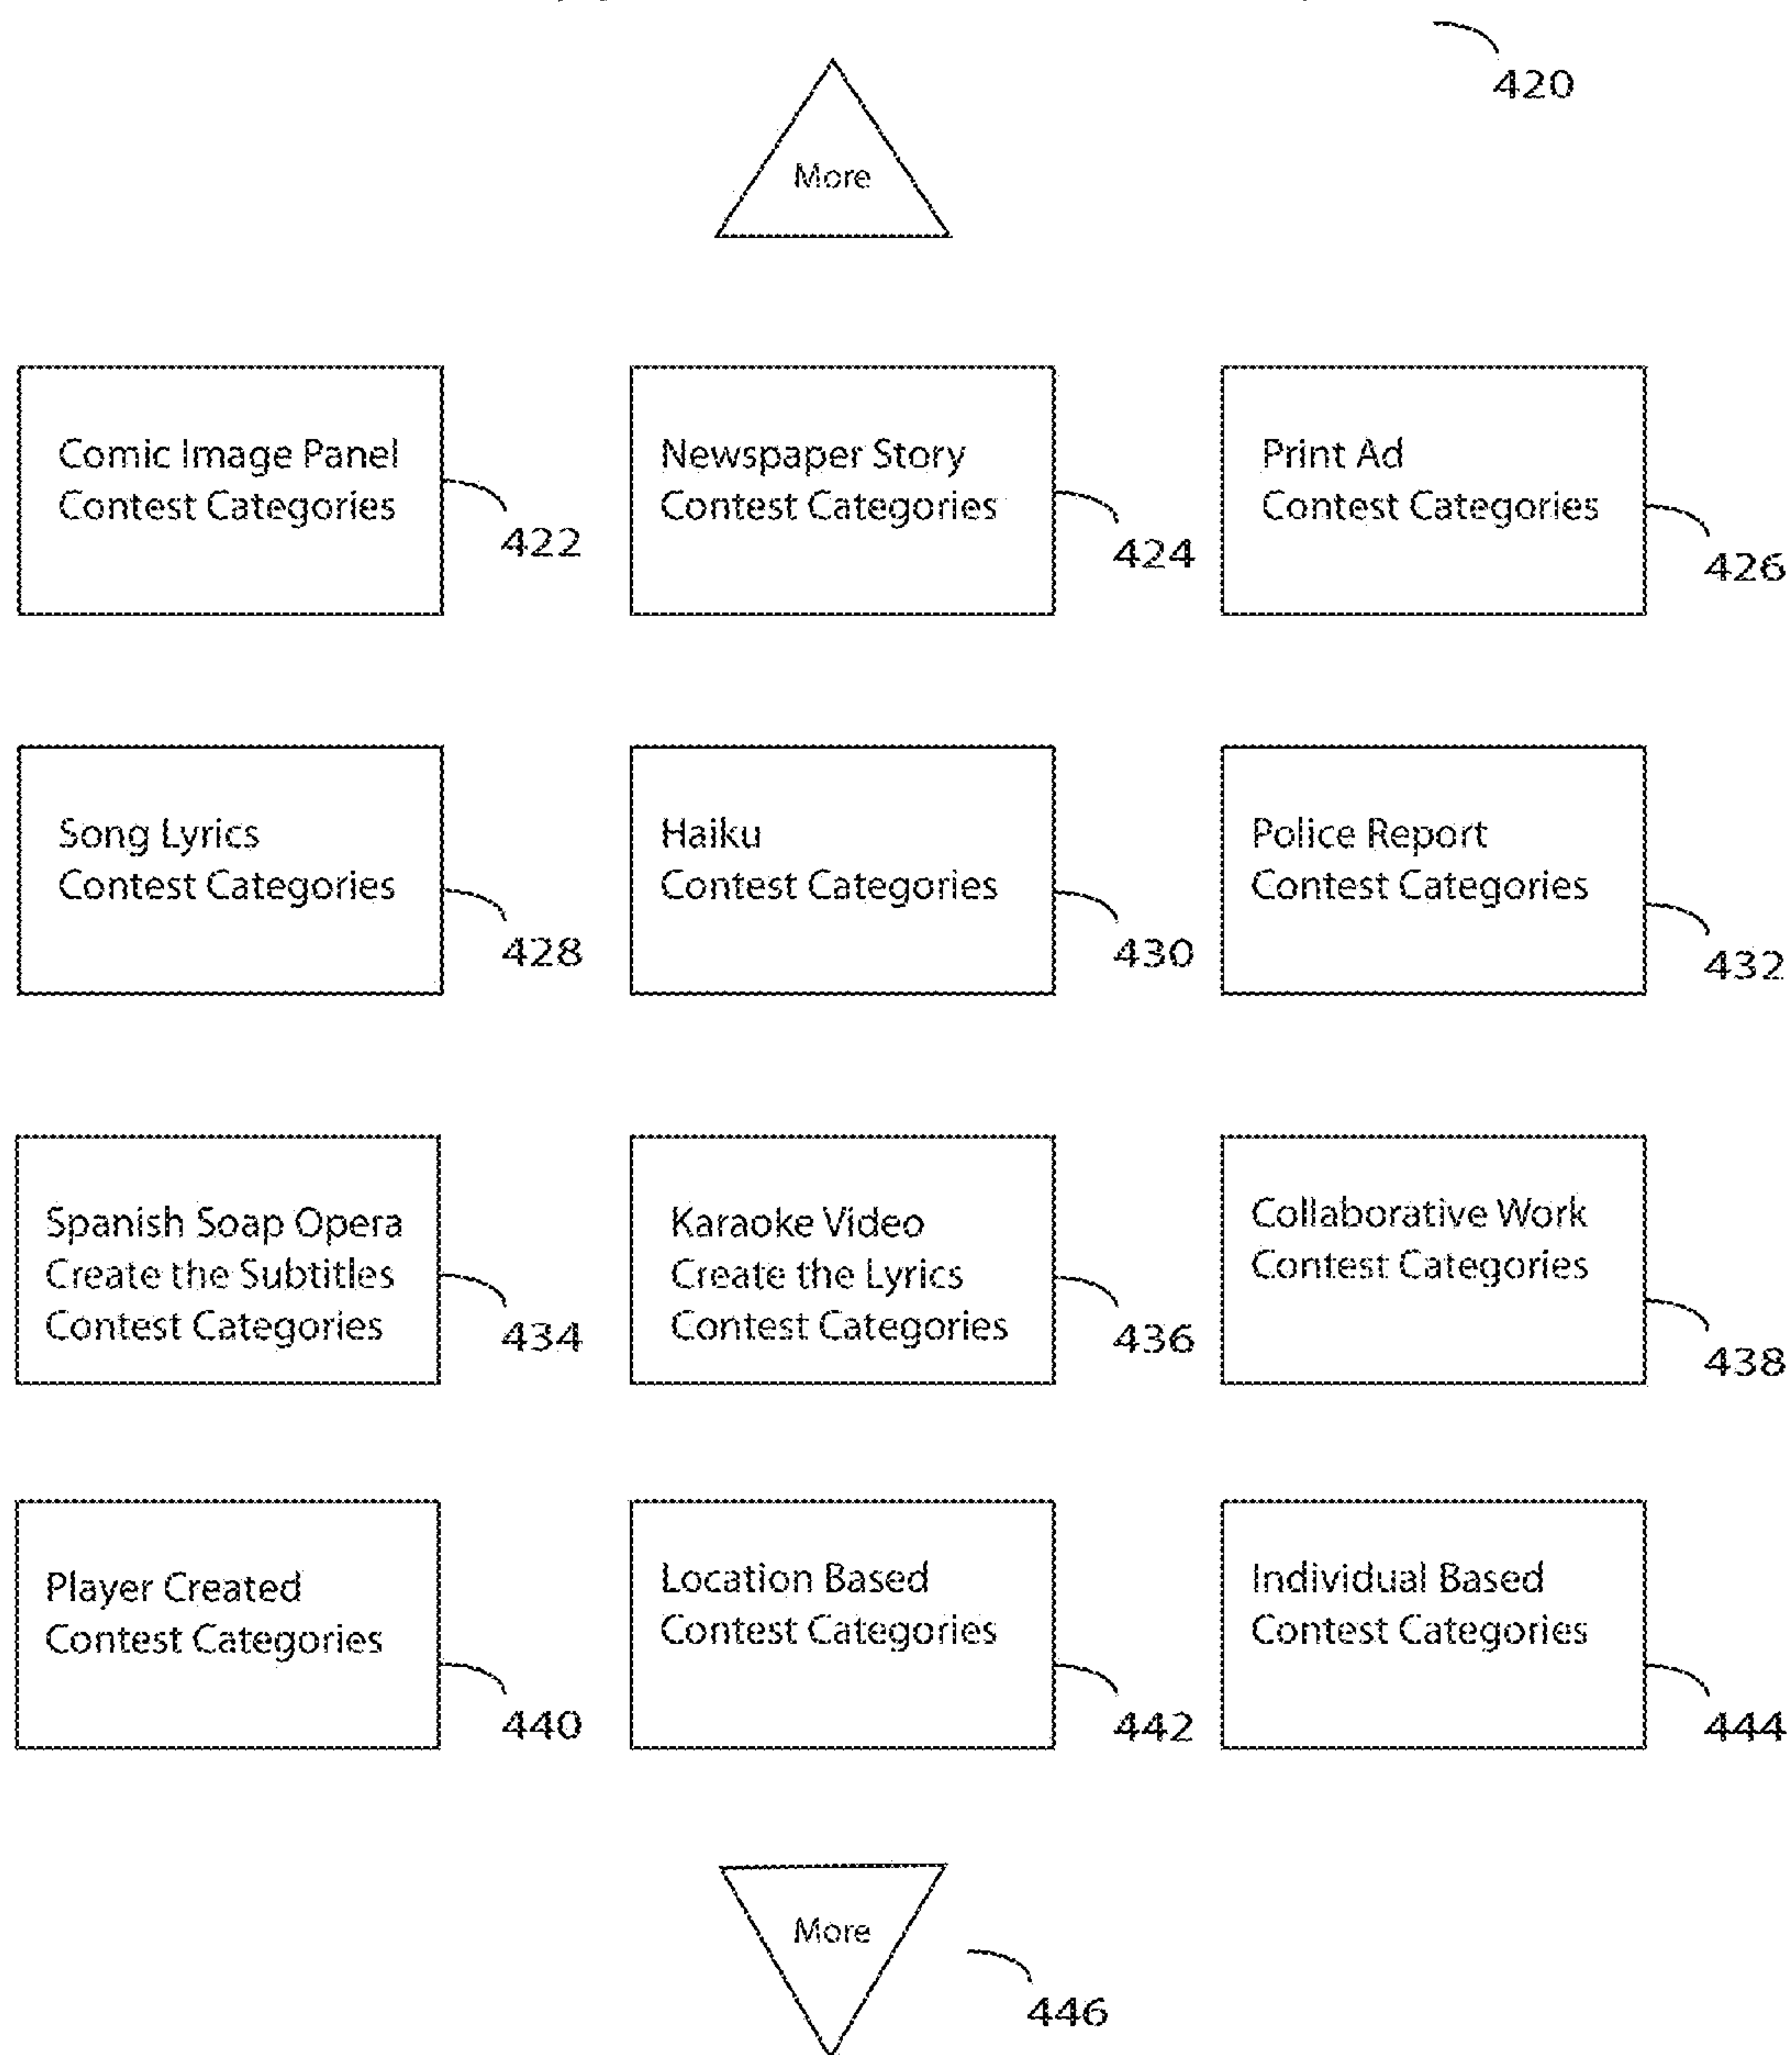 420
More
Comic Image Panel
Contest Categories
422
Newspaper Story
Contest Categories
424
Print Ad
Contest Categories
426
Song Lyrics
Contest Categories
428
Haiku
Contest Categories
430
Police Report
Contest Categories
432
Spanish Soap Opera
Create the Subtitles
Contest Categories
434
Karaoke Video
Create the Lyrics
Contest Categories
436
Collaborative Work
Contest Categories
438
Player Created
Contest Categories
440
Location Based
Contest Categories
442
Individual Based
Contest Categories
444
More
446